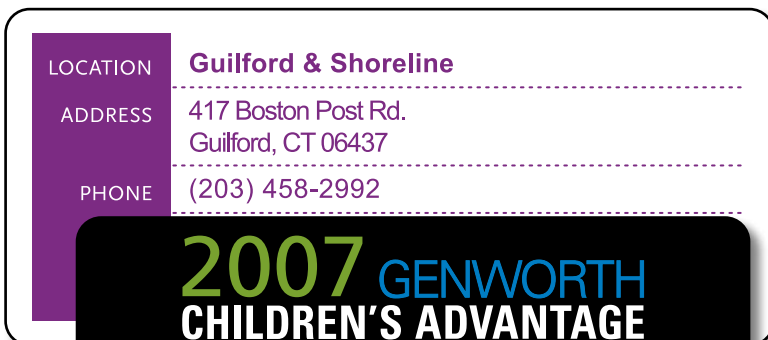 LOCATION Guilford & Shoreline
ADDRESS 417 Boston Post Rd.
Guilford, CT 06437
PHONE (203) 458-2992
2007 GENWORTH
CHILDREN'S ADVANTAGE